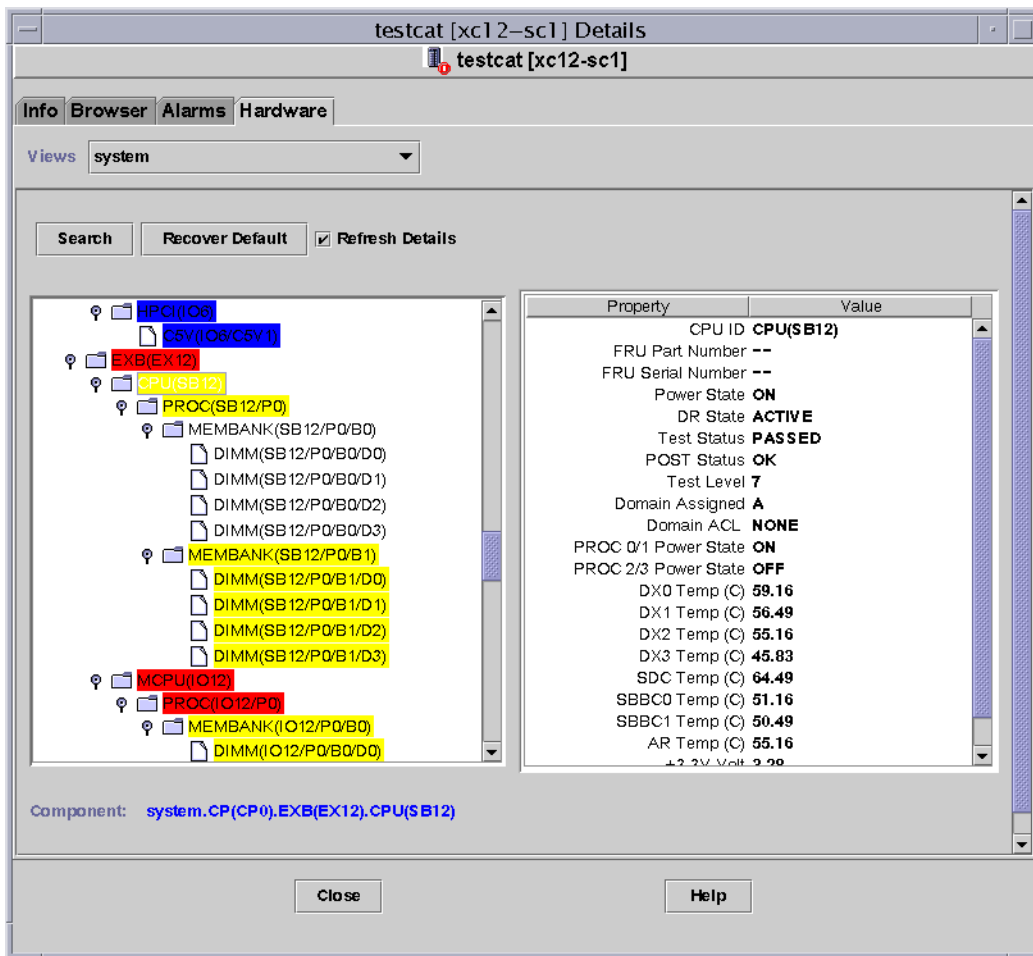 testcat [xc12-sc1] Details
testcat [xc12-sc1]
Info Browser Alarms Hardware
Views system
Search Recover Default Refresh Details
HPCI(IO6)
C5V(IO6/C5V1)
EXB(EX12)
CPU(SB12)
PROC(SB12/P0)
MEMBANK(SB12/P0/B0)
DIMM(SB12/P0/B0/D0)
DIMM(SB12/P0/B0/D1)
DIMM(SB12/P0/B0/D2)
DIMM(SB12/P0/B0/D3)
MEMBANK(SB12/P0/B1)
DIMM(SB12/P0/B1/D0)
DIMM(SB12/P0/B1/D1)
DIMM(SB12/P0/B1/D2)
DIMM(SB12/P0/B1/D3)
MCPU(IO12)
PROC(IO12/P0)
MEMBANK(IO12/P0/B0)
DIMM(IO12/P0/B0/D0)
Property Value
CPU ID CPU(SB12)
FRU Part Number --
FRU Serial Number --
Power State ON
DR State ACTIVE
Test Status PASSED
POST Status OK
Test Level 7
Domain Assigned A
Domain ACL NONE
PROC 0/1 Power State ON
PROC 2/3 Power State OFF
DX0 Temp (C) 59.16
DX1 Temp (C) 56.49
DX2 Temp (C) 55.16
DX3 Temp (C) 45.83
SDC Temp (C) 64.49
SBBC0 Temp (C) 51.16
SBBC1 Temp (C) 50.49
AR Temp (C) 55.16
+3.3V Volt 3.29
Component: system.CP(CP0).EXB(EX12).CPU(SB12)
Close Help